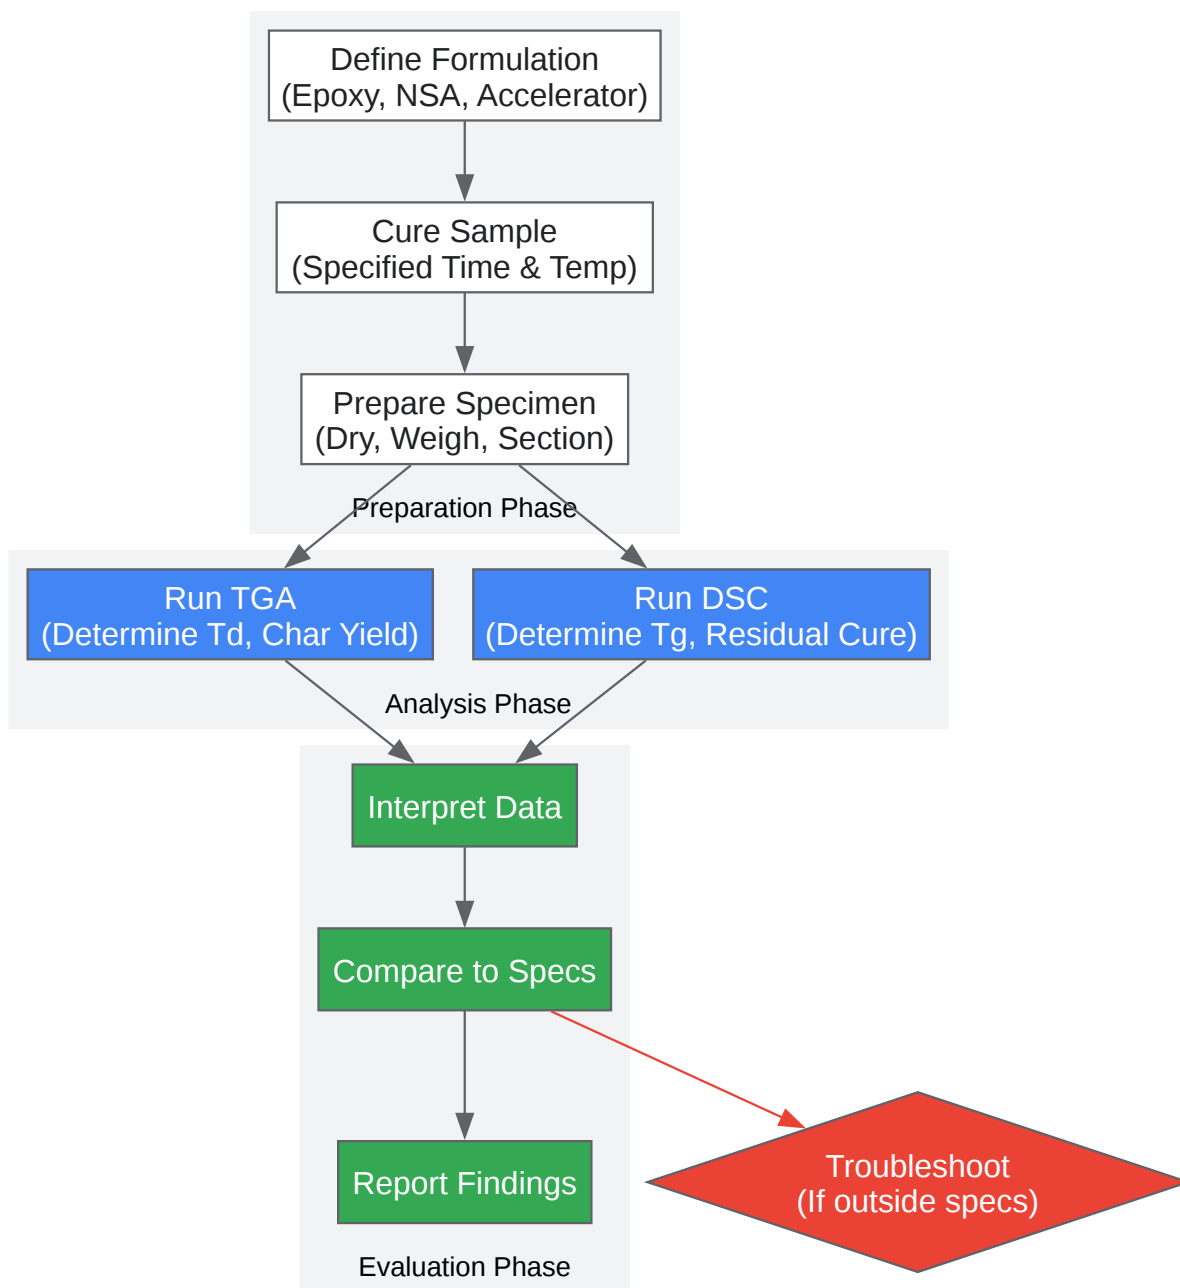 Define Formulation
(Epoxy, NSA, Accelerator)
Cure Sample
(Specified Time & Temp)
Prepare Specimen
(Dry, Weigh, Section)
Preparation Phase
Run TGA
(Determine Td, Char Yield)
Run DSC
(Determine Tg, Residual Cure)
Analysis Phase
Interpret Data
Compare to Specs
Report Findings
Troubleshoot
(If outside specs)
Evaluation Phase